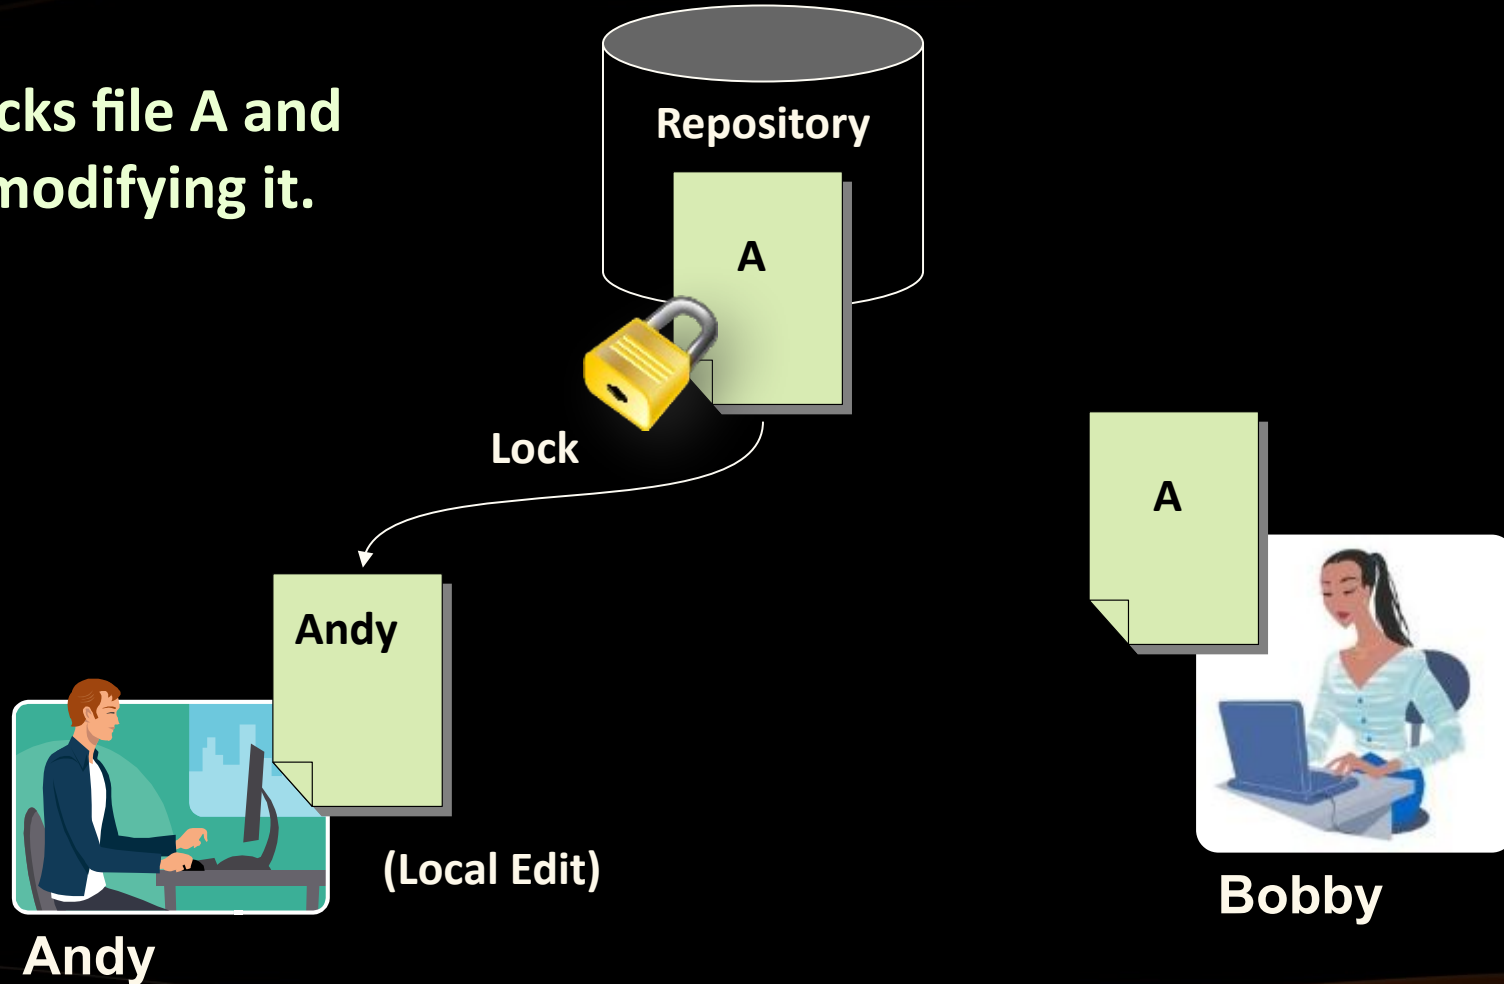 cks file A and
modifying it.
Repository
A
Lock
A
Andy
(Local Edit)
Bobby
Andy